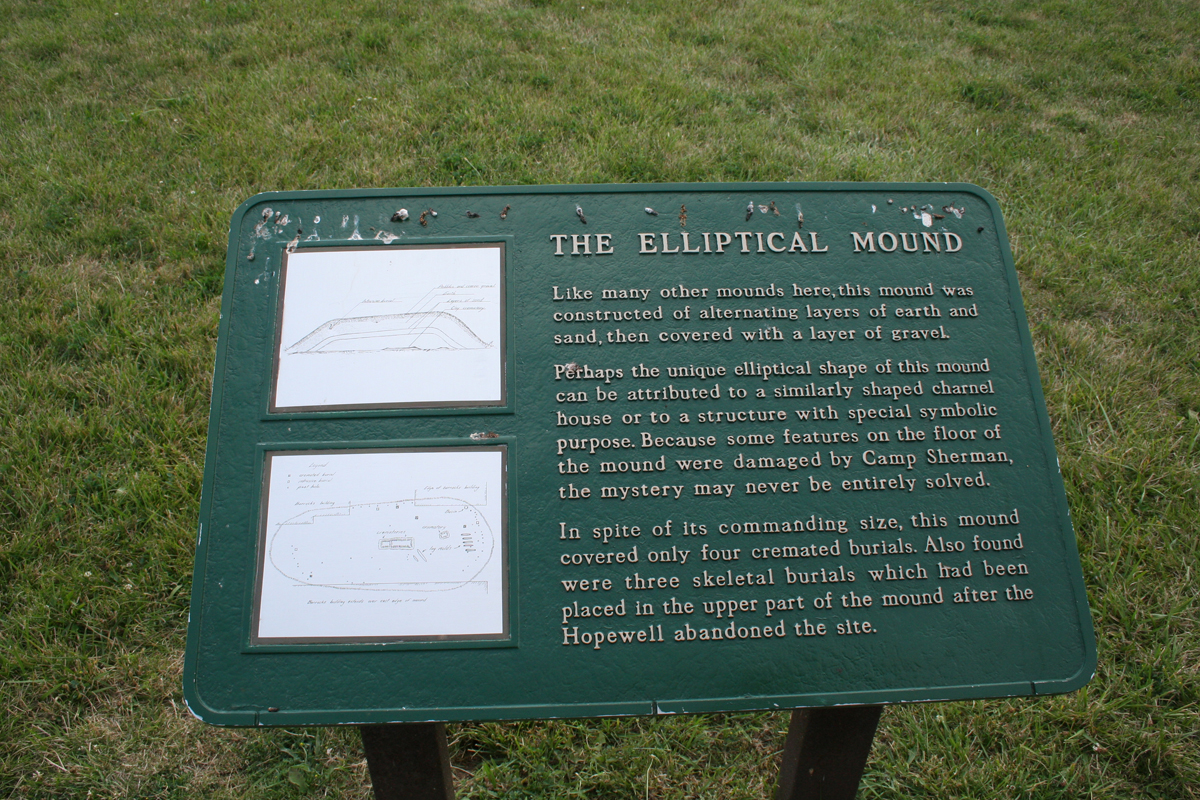 THE ELLIPTICAL MOUND
Like many other mounds here, this mound was
constructed of alternating layers of earth and
sand, then covered with a layer of gravel.
Perhaps the unique elliptical shape of this mound
can be attributed to a similarly shaped charnel
house or to a structure with special symbolic
purpose. Because some features on the floor of
the mound were damaged by Camp Sherman,
the mystery may never be entirely solved.
In spite of its commanding size, this mound
covered only four cremated burials. Also found
were three skeletal burials which had been
placed in the upper part of the mound after the
Hopewell abandoned the site.
Legend